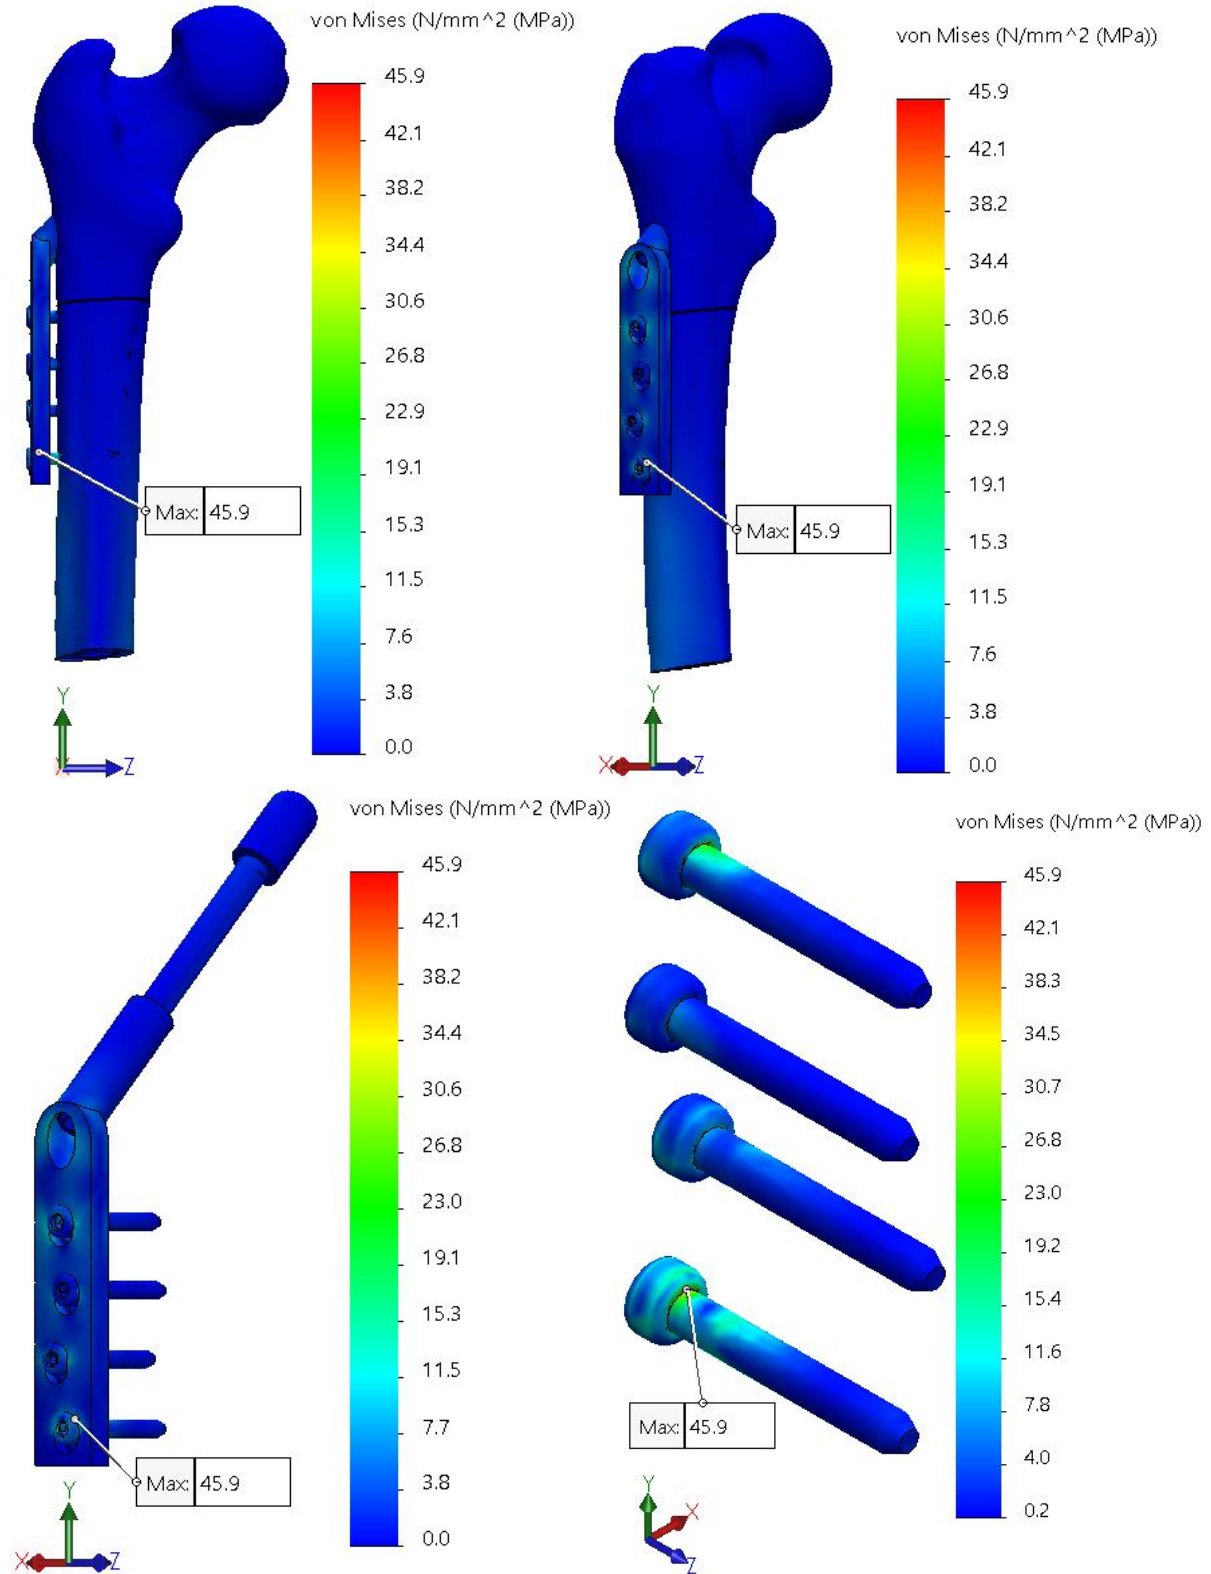 von Mises (N/mm^2 (MPa))
45.9
42.1
38.2
34.4
30.6
26.8
22.9
19.1
15.3
11.5
7.6
3.8
0.0
Max: 45.9
Y
X
Z
von Mises (N/mm^2 (MPa))
45.9
42.1
38.2
34.4
30.6
26.8
22.9
19.1
15.3
11.5
7.6
3.8
0.0
Max: 45.9
Y
X
Z
von Mises (N/mm^2 (MPa))
45.9
42.1
38.2
34.4
30.6
26.8
23.0
19.1
15.3
11.5
7.7
3.8
0.0
Max: 45.9
Y
X
Z
von Mises (N/mm^2 (MPa))
45.9
42.1
38.3
34.5
30.7
26.8
23.0
19.2
15.4
11.6
7.8
4.0
0.2
Max: 45.9
Y
X
Z